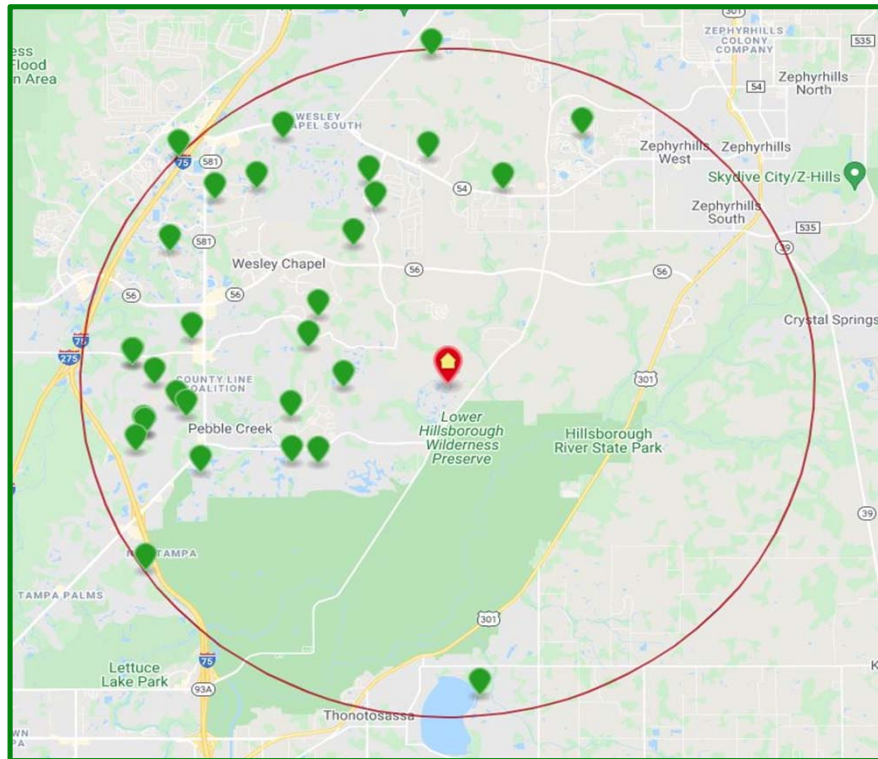 301
ZEPHYRHILLS
COLONY
COMPANY
535
ess
Flood
n Area
54
Zephyrhills
North
WESLEY
CHAPEL SOUTH
75
581
Zephyrhills
West
Zephyrhills
Skydive City/Z-Hills
54
Zephyrhills
South
535
39
581
Wesley Chapel
56
56
56
56
Crystal Springs
75
275
COUNTY LINE
COALITION
301
Pebble Creek
Lower
Hillsborough
Wilderness
Preserve
Hillsborough
River State Park
39
TAMPA
TAMPA PALMS
301
75
Lettuce
Lake Park
93A
K
Thonotosassa
WN
PA